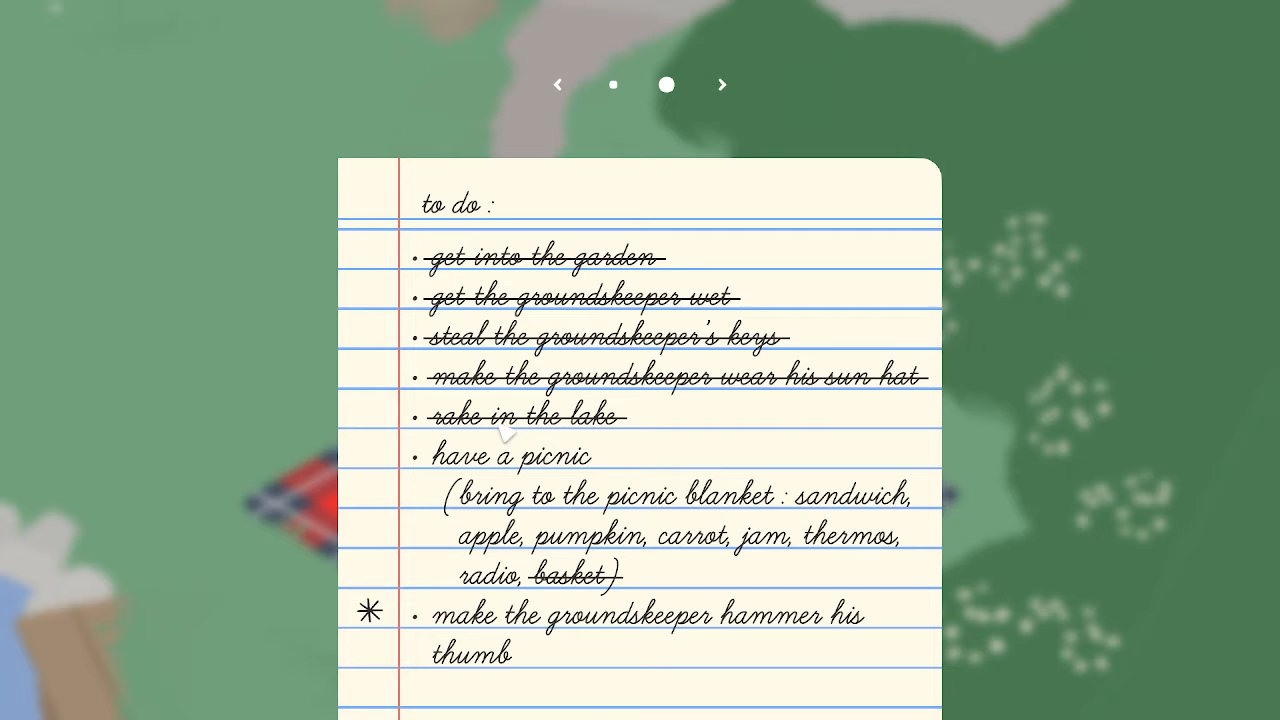 to do :
• get into the garden
• get the groundskeeper wet
• steal the groundskeeper's keys
• make the groundskeeper wear his sun hat
• rake in the lake
• have a picnic
(bring to the picnic blanket : sandwich,
apple, pumpkin, carrot, jam, thermos,
radio, basket)
• make the groundskeeper hammer his
thumb